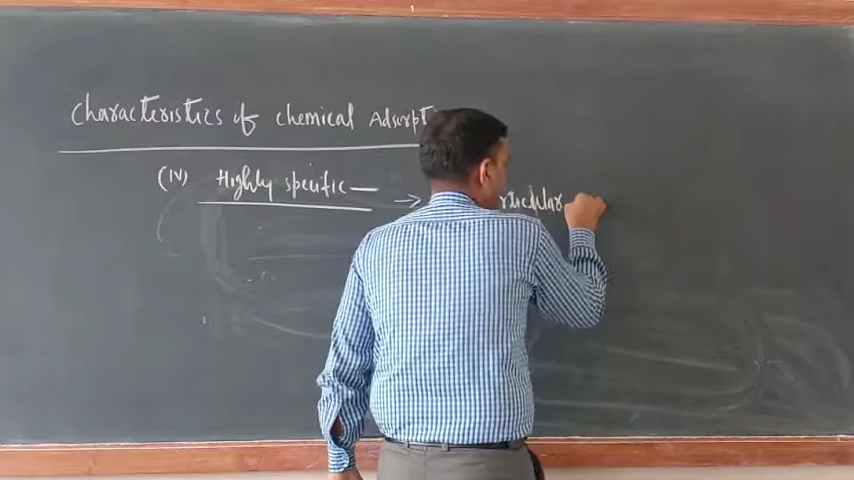 Characteristics of chemical Adsorpt
(IV) Highly specific — → rticular